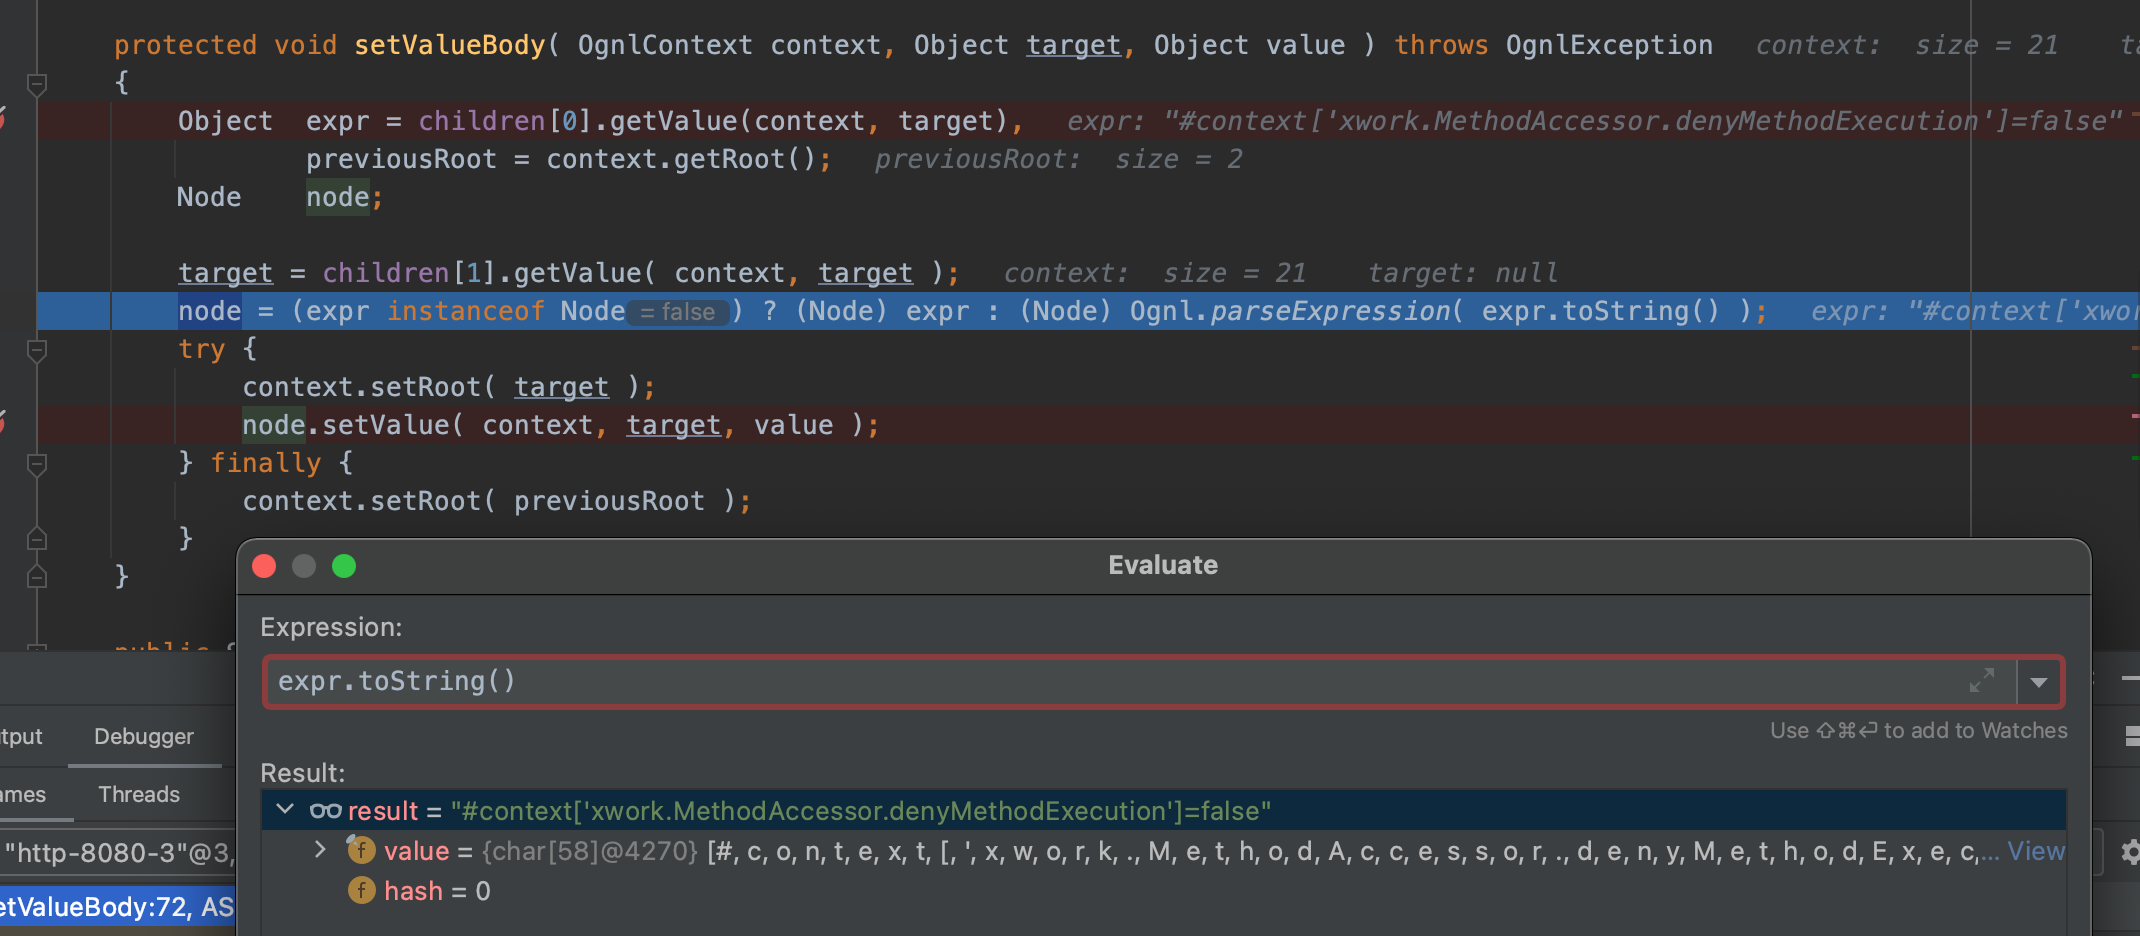 protected void setValueBody( OgnlContext context, Object target, Object value ) throws OgnlException   context:  size = 21
{
Object  expr = children[0].getValue(context, target),   expr: "#context['xwork.MethodAccessor.denyMethodExecution']=false"
previousRoot = context.getRoot();   previousRoot:  size = 2
Node    node;
target = children[1].getValue( context, target );   context:  size = 21    target: null
node = (expr instanceof Node = false ) ? (Node) expr : (Node) Ognl.parseExpression( expr.toString() );   expr: "#context['xwor
try {
context.setRoot( target );
node.setValue( context, target, value );
} finally {
context.setRoot( previousRoot );
}
}
public
Evaluate
Expression:
expr.toString()
Use ⇧⌘⏎ to add to Watches
tput    Debugger
Result:
ames    Threads
result = "#context['xwork.MethodAccessor.denyMethodExecution']=false"
"http-8080-3"@3,
f value = {char[58]@4270} [#, c, o, n, t, e, x, t, [, ', x, w, o, r, k, ., M, e, t, h, o, d, A, c, c, e, s, s, o, r, ., d, e, n, y, M, e, t, h, o, d, E, x, e, c,... View
f hash = 0
etValueBody:72, AS